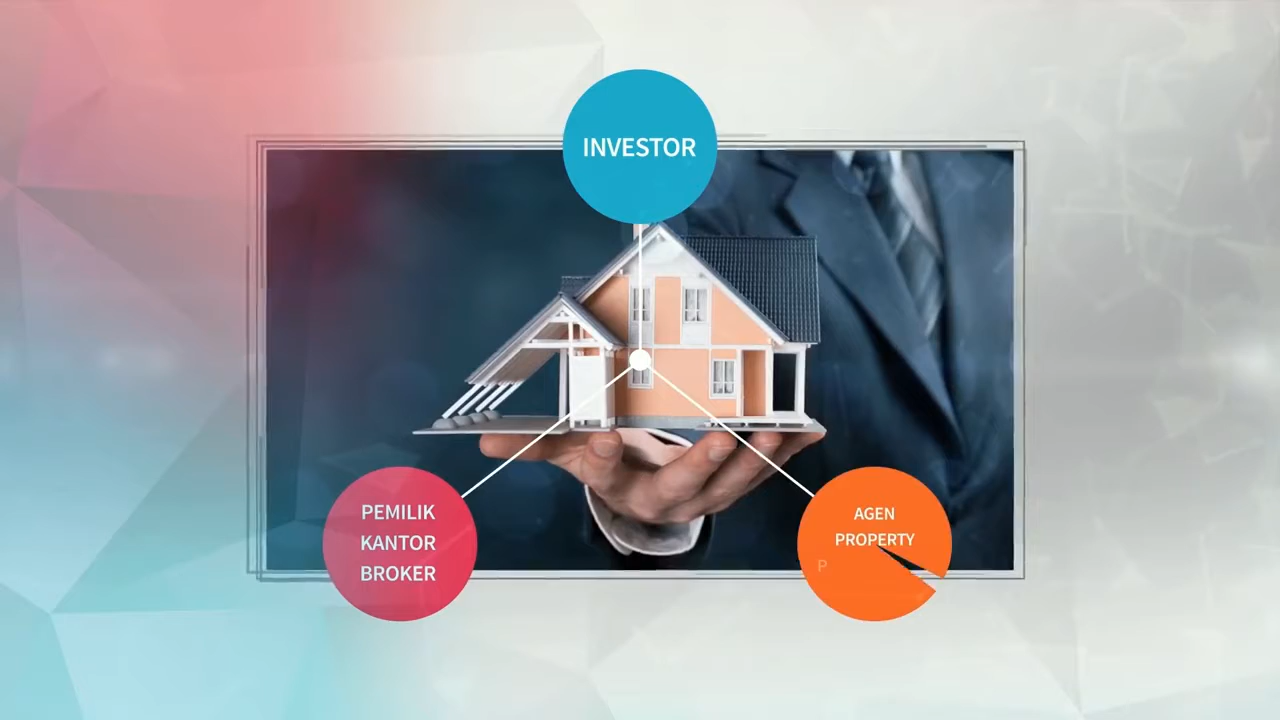 INVESTOR
PEMILIK
KANTOR
BROKER
AGEN
PROPERTY
P